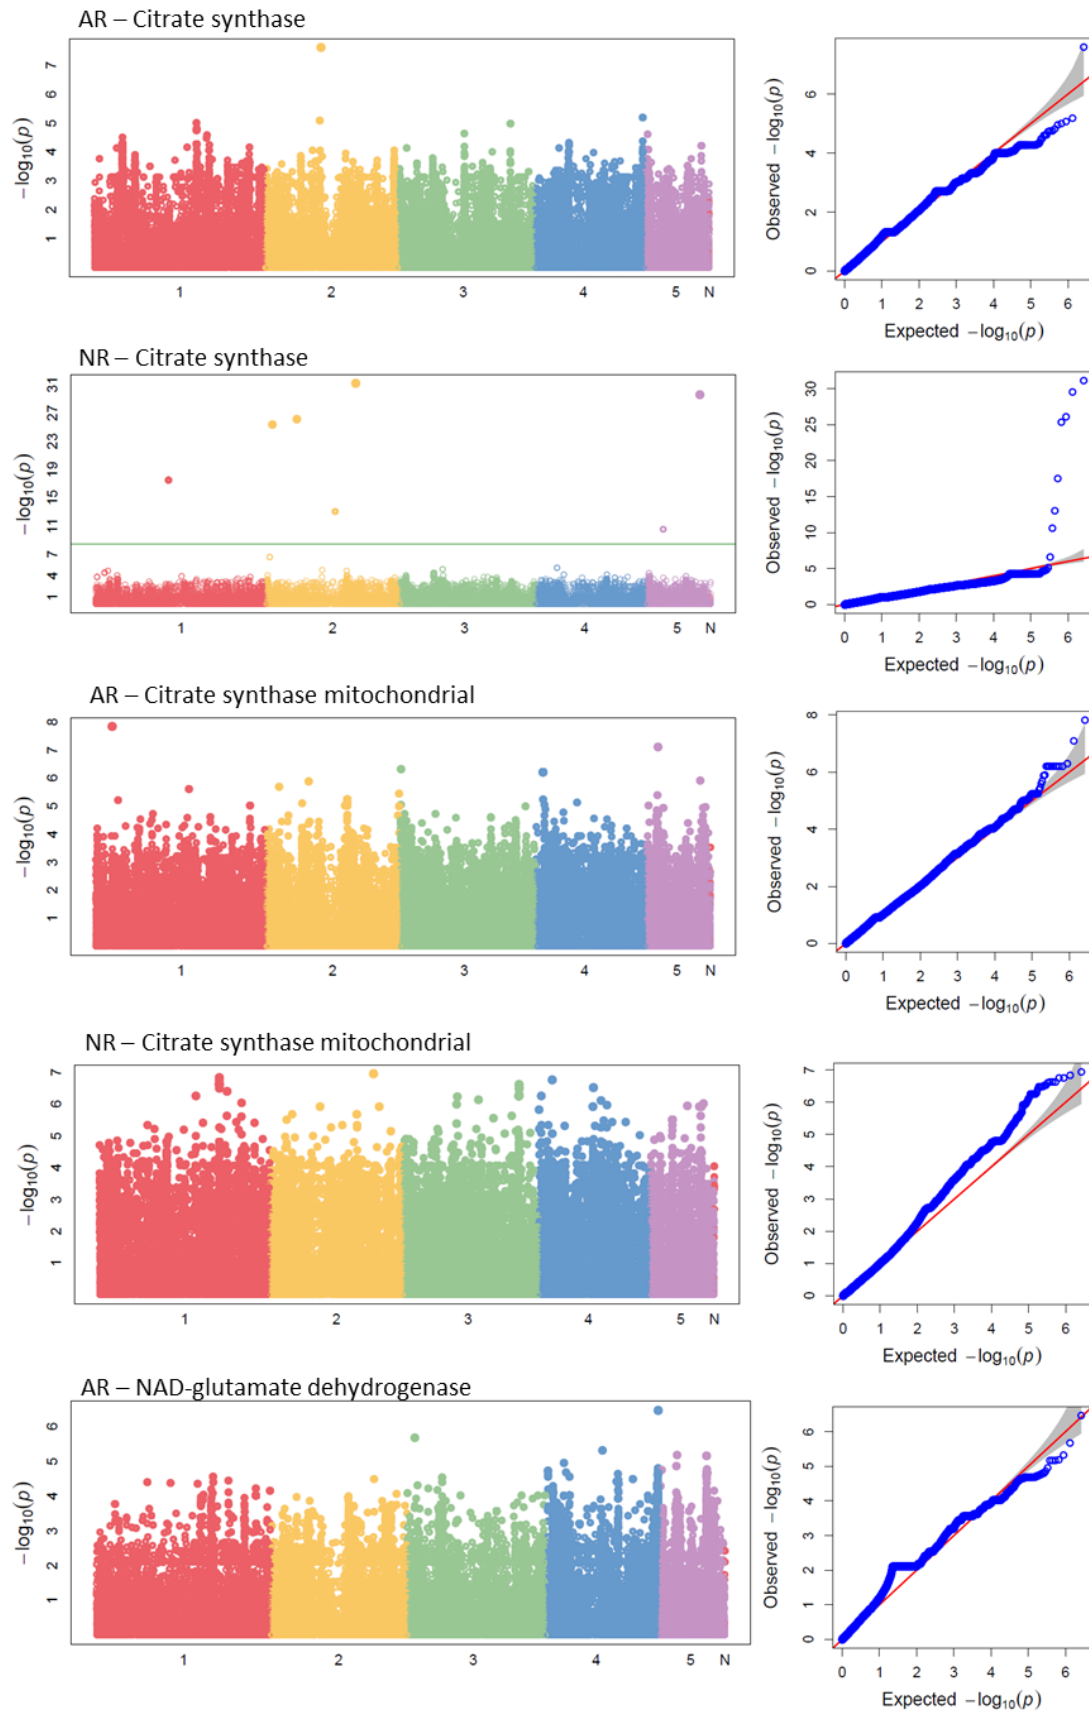 AR – Citrate synthase
−log₁₀(p)
7
6
5
4
3
2
1
1 2 3 4 5 N
Observed −log₁₀(p)
6
4
2
0
0 1 2 3 4 5 6
Expected −log₁₀(p)
NR – Citrate synthase
−log₁₀(p)
31
27
23
19
15
11
7
4
1
1 2 3 4 5 N
Observed −log₁₀(p)
30
25
20
15
10
5
0
0 1 2 3 4 5 6
Expected −log₁₀(p)
AR – Citrate synthase mitochondrial
−log₁₀(p)
8
7
6
5
4
3
2
1
1 2 3 4 5 N
Observed −log₁₀(p)
8
6
4
2
0
0 1 2 3 4 5 6
Expected −log₁₀(p)
NR – Citrate synthase mitochondrial
−log₁₀(p)
7
6
5
4
3
2
1
1 2 3 4 5 N
Observed −log₁₀(p)
7
6
5
4
3
2
1
0
0 1 2 3 4 5 6
Expected −log₁₀(p)
AR – NAD-glutamate dehydrogenase
−log₁₀(p)
6
5
4
3
2
1
1 2 3 4 5 N
Observed −log₁₀(p)
6
5
4
3
2
1
0
0 1 2 3 4 5 6
Expected −log₁₀(p)